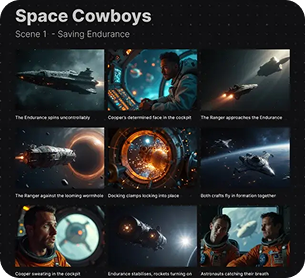 Space Cowboys
Scene 1 - Saving Endurance
The Endurance spins uncontrollably
Cooper's determined face in the cockpit
The Ranger approaches the Endurance
The Ranger against the looming wormhole
Docking clamps locking into place
Both crafts fly in formation together
Cooper sweating in the cockpit
Endurance stabilises, rockets turning on
Astronauts catching their breath